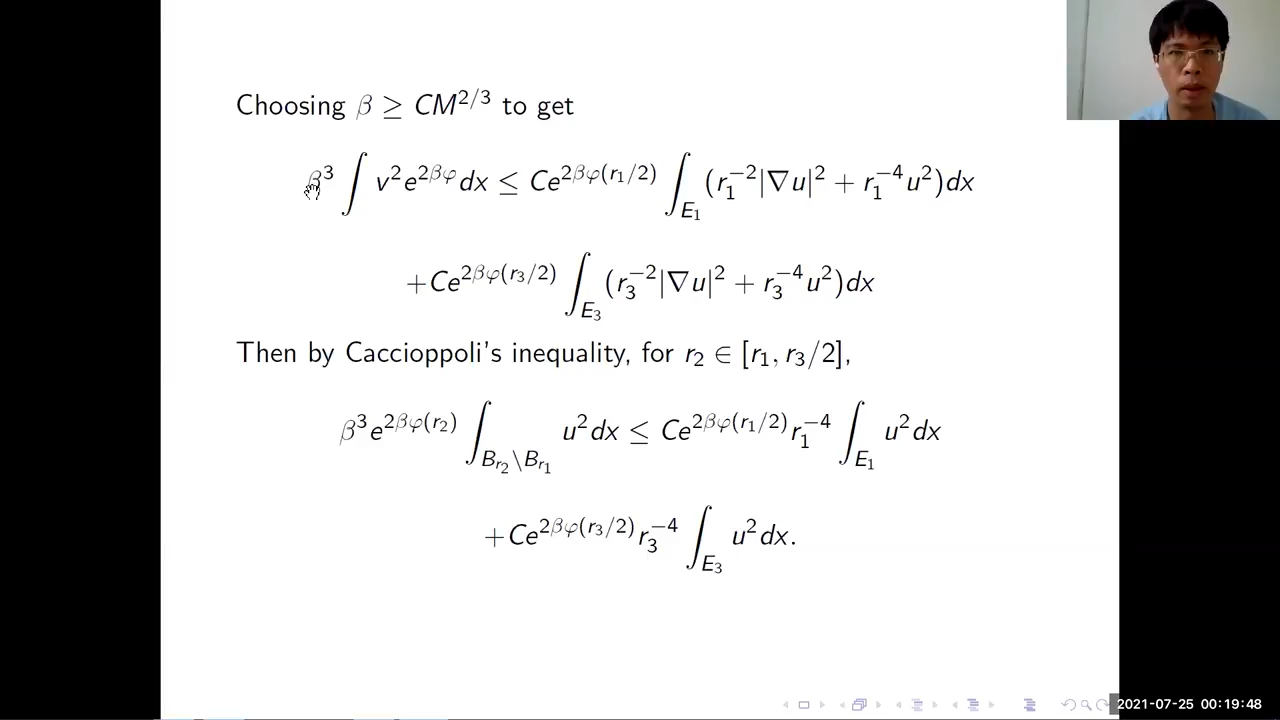 Choosing β ≥ CM^{2/3} to get
β^3 ∫ v^2 e^{2βφ} dx ≤ Ce^{2βφ(r_1/2)} ∫_{E_1} (r_1^{-2}|∇u|^2 + r_1^{-4}u^2)dx
+Ce^{2βφ(r_3/2)} ∫_{E_3} (r_3^{-2}|∇u|^2 + r_3^{-4}u^2)dx
Then by Caccioppoli's inequality, for r_2 ∈ [r_1, r_3/2],
β^3 e^{2βφ(r_2)} ∫_{B_{r_2}\B_{r_1}} u^2 dx ≤ Ce^{2βφ(r_1/2)} r_1^{-4} ∫_{E_1} u^2 dx
+Ce^{2βφ(r_3/2)} r_3^{-4} ∫_{E_3} u^2 dx.
2021-07-25 00:19:48